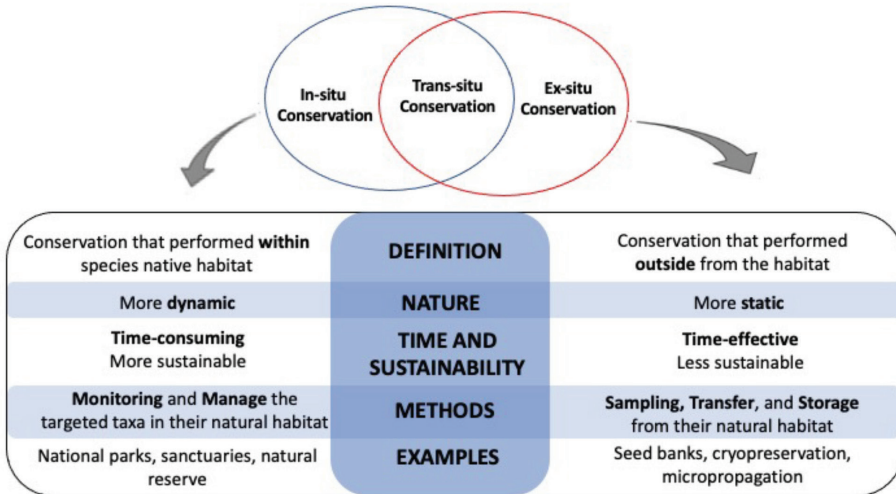 In-situ
Conservation
Trans-situ
Conservation
Ex-situ
Conservation
Conservation that performed within
species native habitat
DEFINITION
Conservation that performed
outside from the habitat
More dynamic
NATURE
More static
Time-consuming
More sustainable
TIME AND
SUSTAINABILITY
Time-effective
Less sustainable
Monitoring and Manage the
targeted taxa in their natural habitat
METHODS
Sampling, Transfer, and Storage
from their natural habitat
National parks, sanctuaries, natural
reserve
EXAMPLES
Seed banks, cryopreservation,
micropropagation